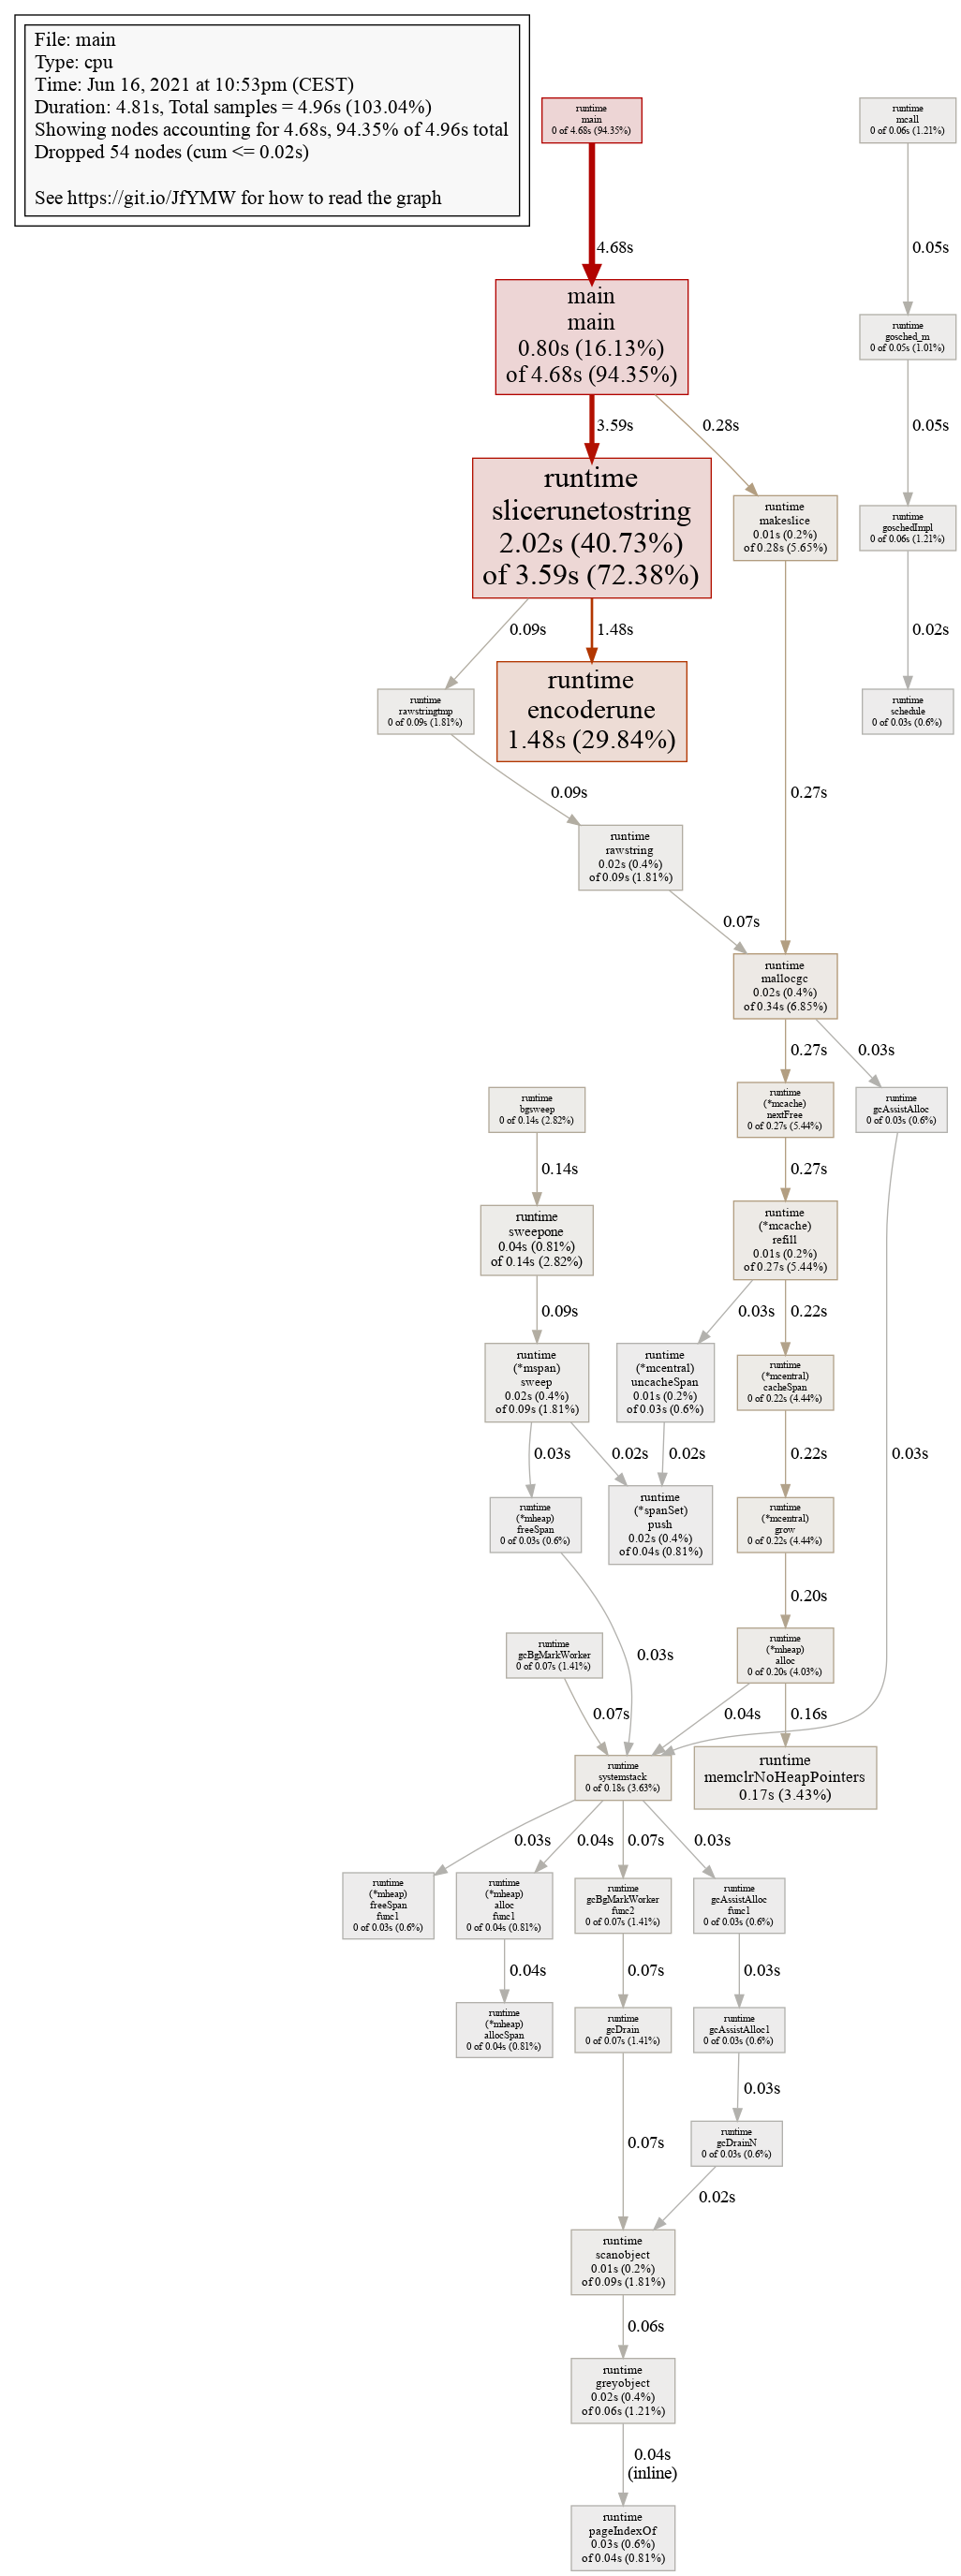 File: main
Type: cpu
Time: Jun 16, 2021 at 10:53pm (CEST)
Duration: 4.81s, Total samples = 4.96s (103.04%)
Showing nodes accounting for 4.68s, 94.35% of 4.96s total
Dropped 54 nodes (cum <= 0.02s)
See https://git.io/JfYMW for how to read the graph
runtime
main
0 of 4.68s (94.35%)
runtime
mcall
0 of 0.06s (1.21%)
4.68s
0.05s
main
main
0.80s (16.13%)
of 4.68s (94.35%)
runtime
gosched_m
0 of 0.05s (1.01%)
3.59s
0.28s
0.05s
runtime
slicerunetostring
2.02s (40.73%)
of 3.59s (72.38%)
runtime
makeslice
0.01s (0.2%)
of 0.28s (5.65%)
runtime
goschedImpl
0 of 0.06s (1.21%)
0.09s
1.48s
0.02s
runtime
rawstringtmp
0 of 0.09s (1.81%)
runtime
encoderune
1.48s (29.84%)
runtime
schedule
0 of 0.03s (0.6%)
0.09s
0.27s
runtime
rawstring
0.02s (0.4%)
of 0.09s (1.81%)
0.07s
runtime
mallocgc
0.02s (0.4%)
of 0.34s (6.85%)
0.27s
0.03s
runtime
bgsweep
0 of 0.14s (2.82%)
runtime
(*mcache)
nextFree
0 of 0.27s (5.44%)
runtime
gcAssistAlloc
0 of 0.03s (0.6%)
0.14s
0.27s
runtime
sweepone
0.04s (0.81%)
of 0.14s (2.82%)
runtime
(*mcache)
refill
0.01s (0.2%)
of 0.27s (5.44%)
0.09s
0.03s
0.22s
runtime
(*mspan)
sweep
0.02s (0.4%)
of 0.09s (1.81%)
runtime
(*mcentral)
uncacheSpan
0.01s (0.2%)
of 0.03s (0.6%)
runtime
(*mcentral)
cacheSpan
0 of 0.22s (4.44%)
0.03s
0.02s
0.02s
0.22s
0.03s
runtime
(*mheap)
freeSpan
0 of 0.03s (0.6%)
runtime
(*spanSet)
push
0.02s (0.4%)
of 0.04s (0.81%)
runtime
(*mcentral)
grow
0 of 0.22s (4.44%)
0.20s
runtime
gcBgMarkWorker
0 of 0.07s (1.41%)
0.03s
runtime
(*mheap)
alloc
0 of 0.20s (4.03%)
0.07s
0.04s
0.16s
runtime
systemstack
0 of 0.18s (3.63%)
runtime
memclrNoHeapPointers
0.17s (3.43%)
0.03s
0.04s
0.07s
0.03s
runtime
(*mheap)
freeSpan
func1
0 of 0.03s (0.6%)
runtime
(*mheap)
alloc
func1
0 of 0.04s (0.81%)
runtime
gcBgMarkWorker
func2
0 of 0.07s (1.41%)
runtime
gcAssistAlloc
func1
0 of 0.03s (0.6%)
0.04s
0.07s
0.03s
runtime
(*mheap)
allocSpan
0 of 0.04s (0.81%)
runtime
gcDrain
0 of 0.07s (1.41%)
runtime
gcAssistAlloc1
0 of 0.03s (0.6%)
0.03s
0.07s
runtime
gcDrainN
0 of 0.03s (0.6%)
0.02s
runtime
scanobject
0.01s (0.2%)
of 0.09s (1.81%)
0.06s
runtime
greyobject
0.02s (0.4%)
of 0.06s (1.21%)
0.04s
(inline)
runtime
pageIndexOf
0.03s (0.6%)
of 0.04s (0.81%)